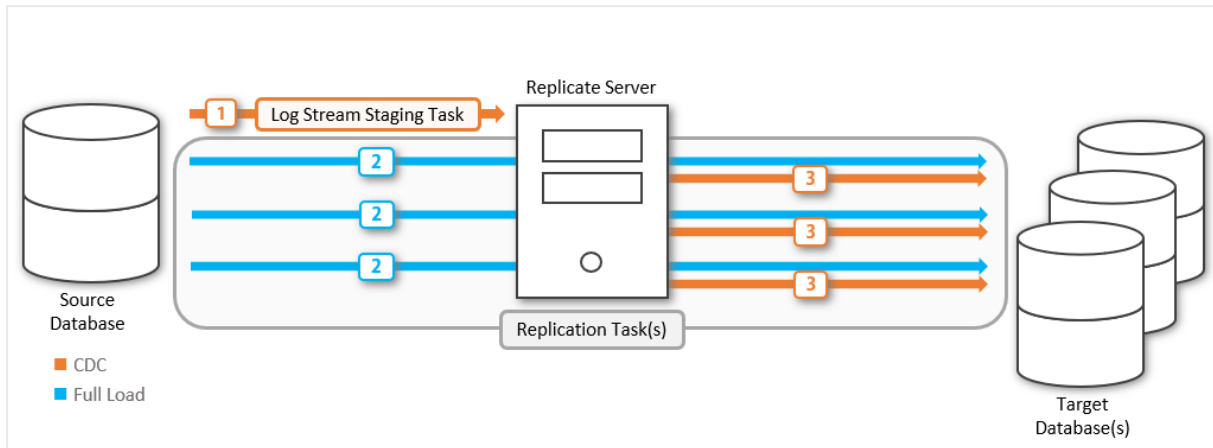 Replicate Server
1 Log Stream Staging Task
2
3
2
3
2
3
Source
Database
Replication Task(s)
CDC
Full Load
Target
Database(s)